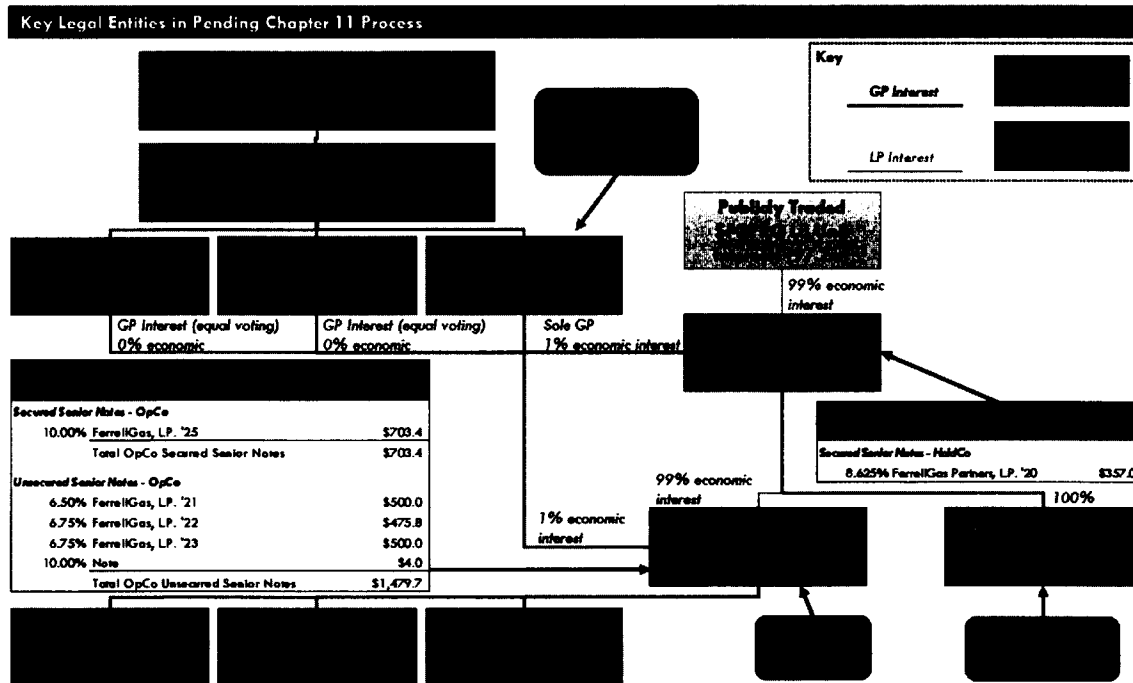 Key Legal Entities in Pending Chapter 11 Process
Key
GP Interest
LP Interest
Publicly Traded
99% economic
interest
GP Interest (equal voting)
0% economic
GP Interest (equal voting)
0% economic
Sole GP
1% economic interest
Secured Senior Notes - OpCo
10.00% FerrellGas, L.P. '25 $703.4
Total OpCo Secured Senior Notes $703.4
Unsecured Senior Notes - OpCo
6.50% FerrellGas, L.P. '21 $500.0
6.75% FerrellGas, L.P. '22 $475.8
6.75% FerrellGas, L.P. '23 $500.0
10.00% Note $4.0
Total OpCo Unsecured Senior Notes $1,479.7
Secured Senior Notes - HoldCo
8.625% FerrellGas Partners, L.P. '20 $357.0
99% economic
interest
100%
1% economic
interest